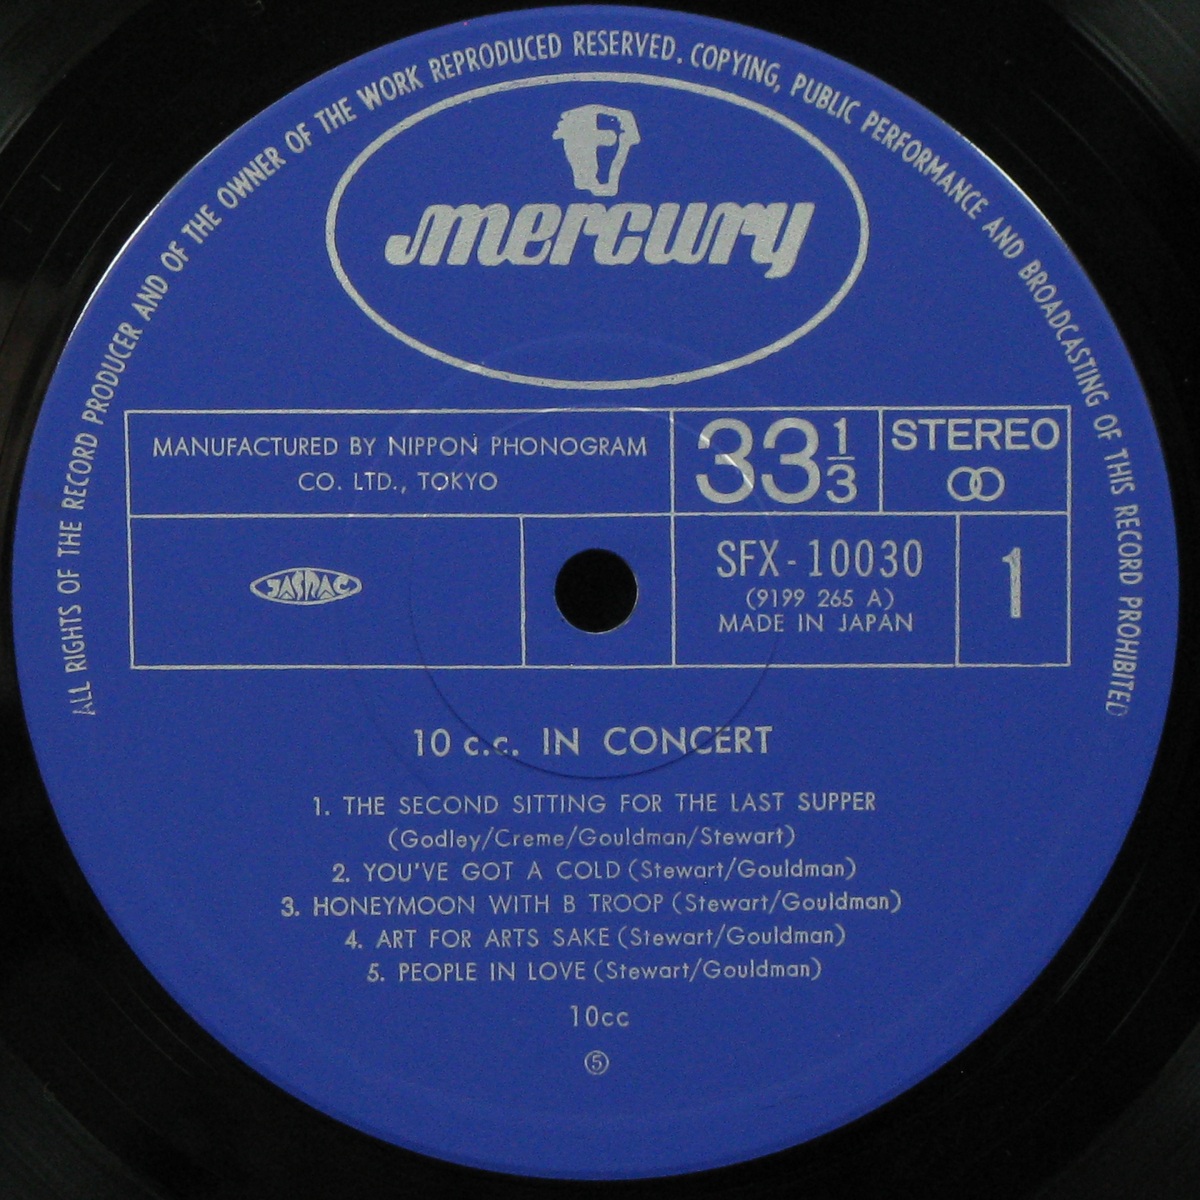 ALL RIGHTS OF THE RECORD PRODUCER AND OF THE OWNER OF THE WORK REPRODUCED RESERVED. COPYING, PUBLIC PERFORMANCE AND BROADCASTING OF THIS RECORD PROHIBITED
mercury
MANUFACTURED BY NIPPON PHONOGRAM
CO. LTD., TOKYO
33 1/3
STEREO
JASRAC
SFX-10030
(9199 265 A)
MADE IN JAPAN
1
10 c.c. IN CONCERT
1. THE SECOND SITTING FOR THE LAST SUPPER
(Godley/Creme/Gouldman/Stewart)
2. YOU'VE GOT A COLD (Stewart/Gouldman)
3. HONEYMOON WITH B TROOP (Stewart/Gouldman)
4. ART FOR ARTS SAKE (Stewart/Gouldman)
5. PEOPLE IN LOVE (Stewart/Gouldman)
10cc
⑤